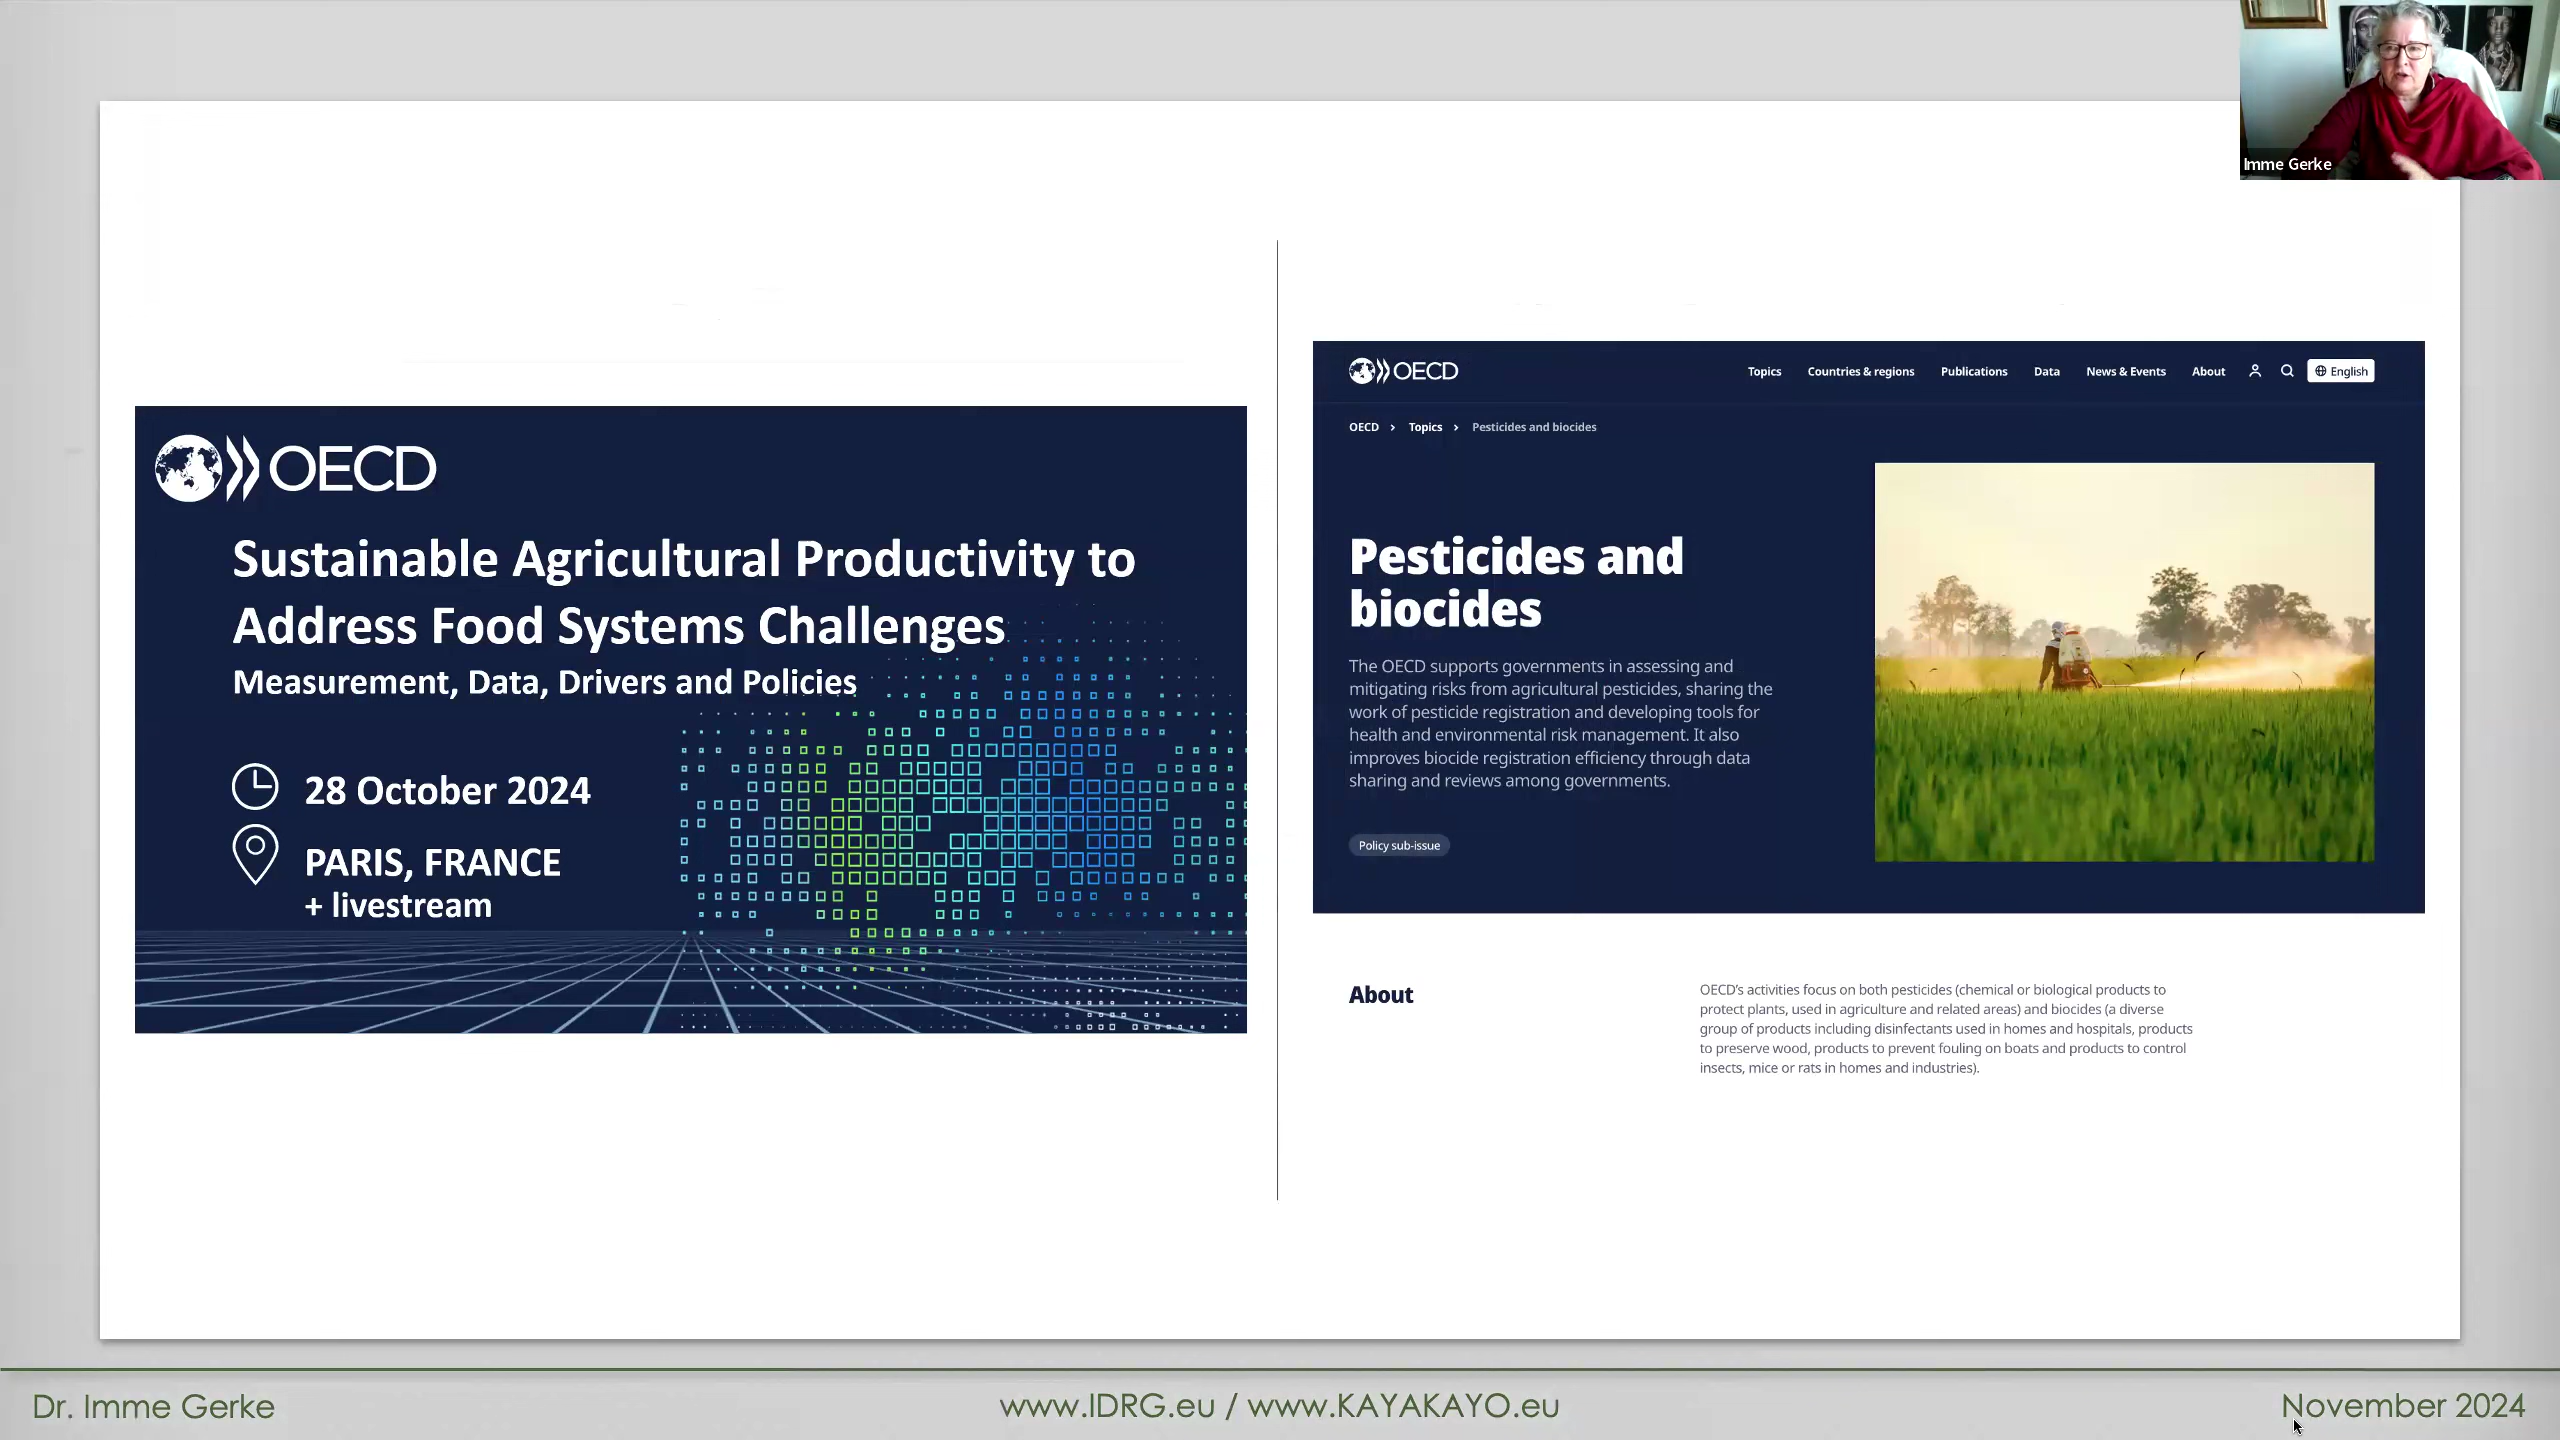 Imme Gerke
OECD
Sustainable Agricultural Productivity to
Address Food Systems Challenges
Measurement, Data, Drivers and Policies
28 October 2024
PARIS, FRANCE
+ livestream
OECD
Topics Countries & regions Publications Data News & Events About English
OECD > Topics > Pesticides and biocides
Pesticides and
biocides
The OECD supports governments in assessing and
mitigating risks from agricultural pesticides, sharing the
work of pesticide registration and developing tools for
health and environmental risk management. It also
improves biocide registration efficiency through data
sharing and reviews among governments.
Policy sub-issue
About
OECD's activities focus on both pesticides (chemical or biological products to
protect plants, used in agriculture and related areas) and biocides (a diverse
group of products including disinfectants used in homes and hospitals, products
to preserve wood, products to prevent fouling on boats and products to control
insects, mice or rats in homes and industries).
Dr. Imme Gerke
www.IDRG.eu / www.KAYAKAYO.eu
November 2024